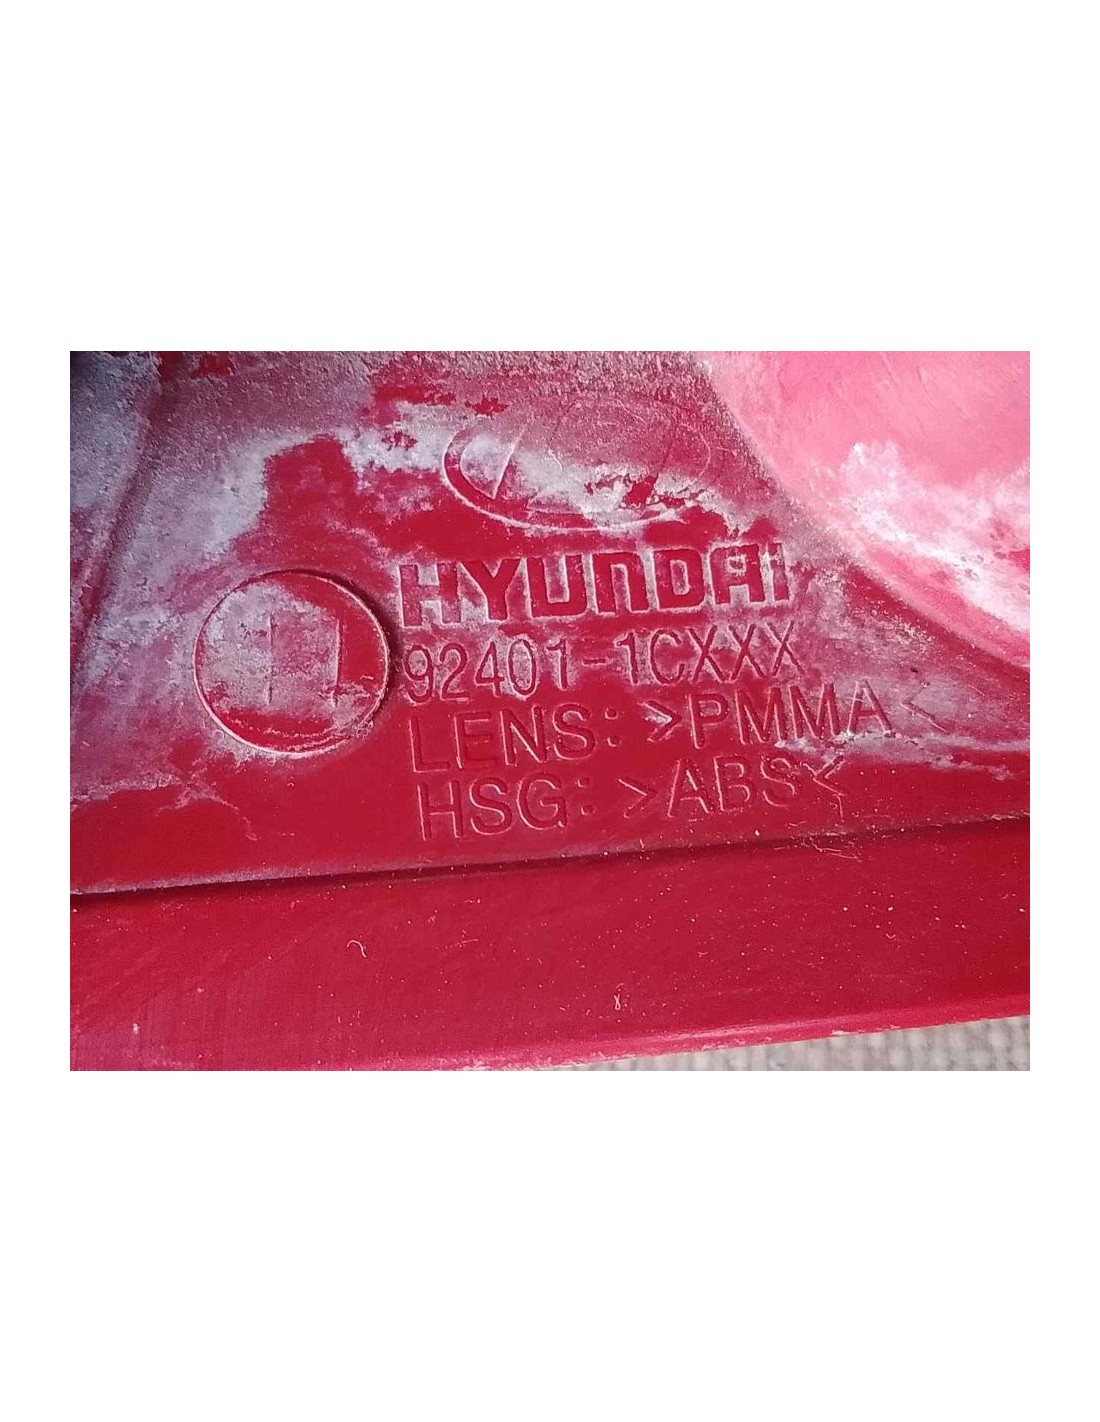 HYUNDAI
92401-1CXXX
LENS: >PMMA<
HSG: >ABS<